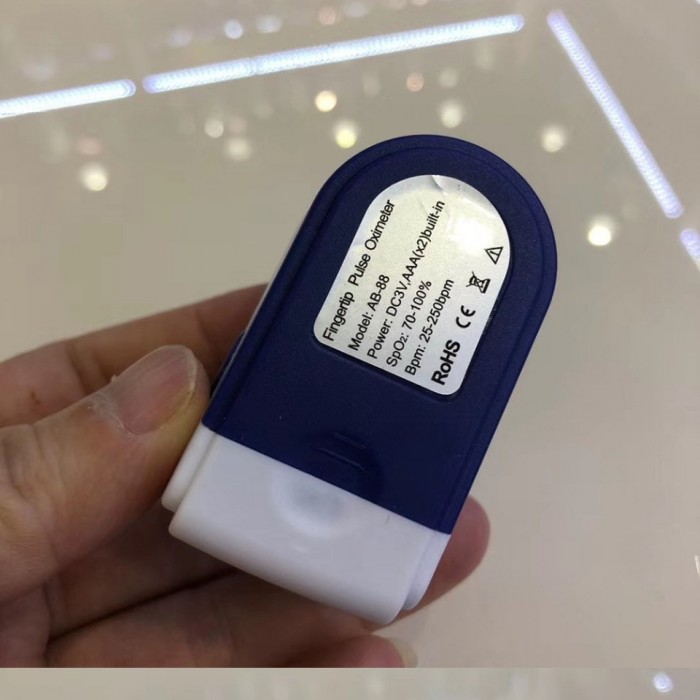 Fingertip Pulse Oximeter
Model: AB-88
Power: DC3V,AAA(x2)built-in
SpO2: 70-100%
Bpm: 25-250bpm
RoHS CE